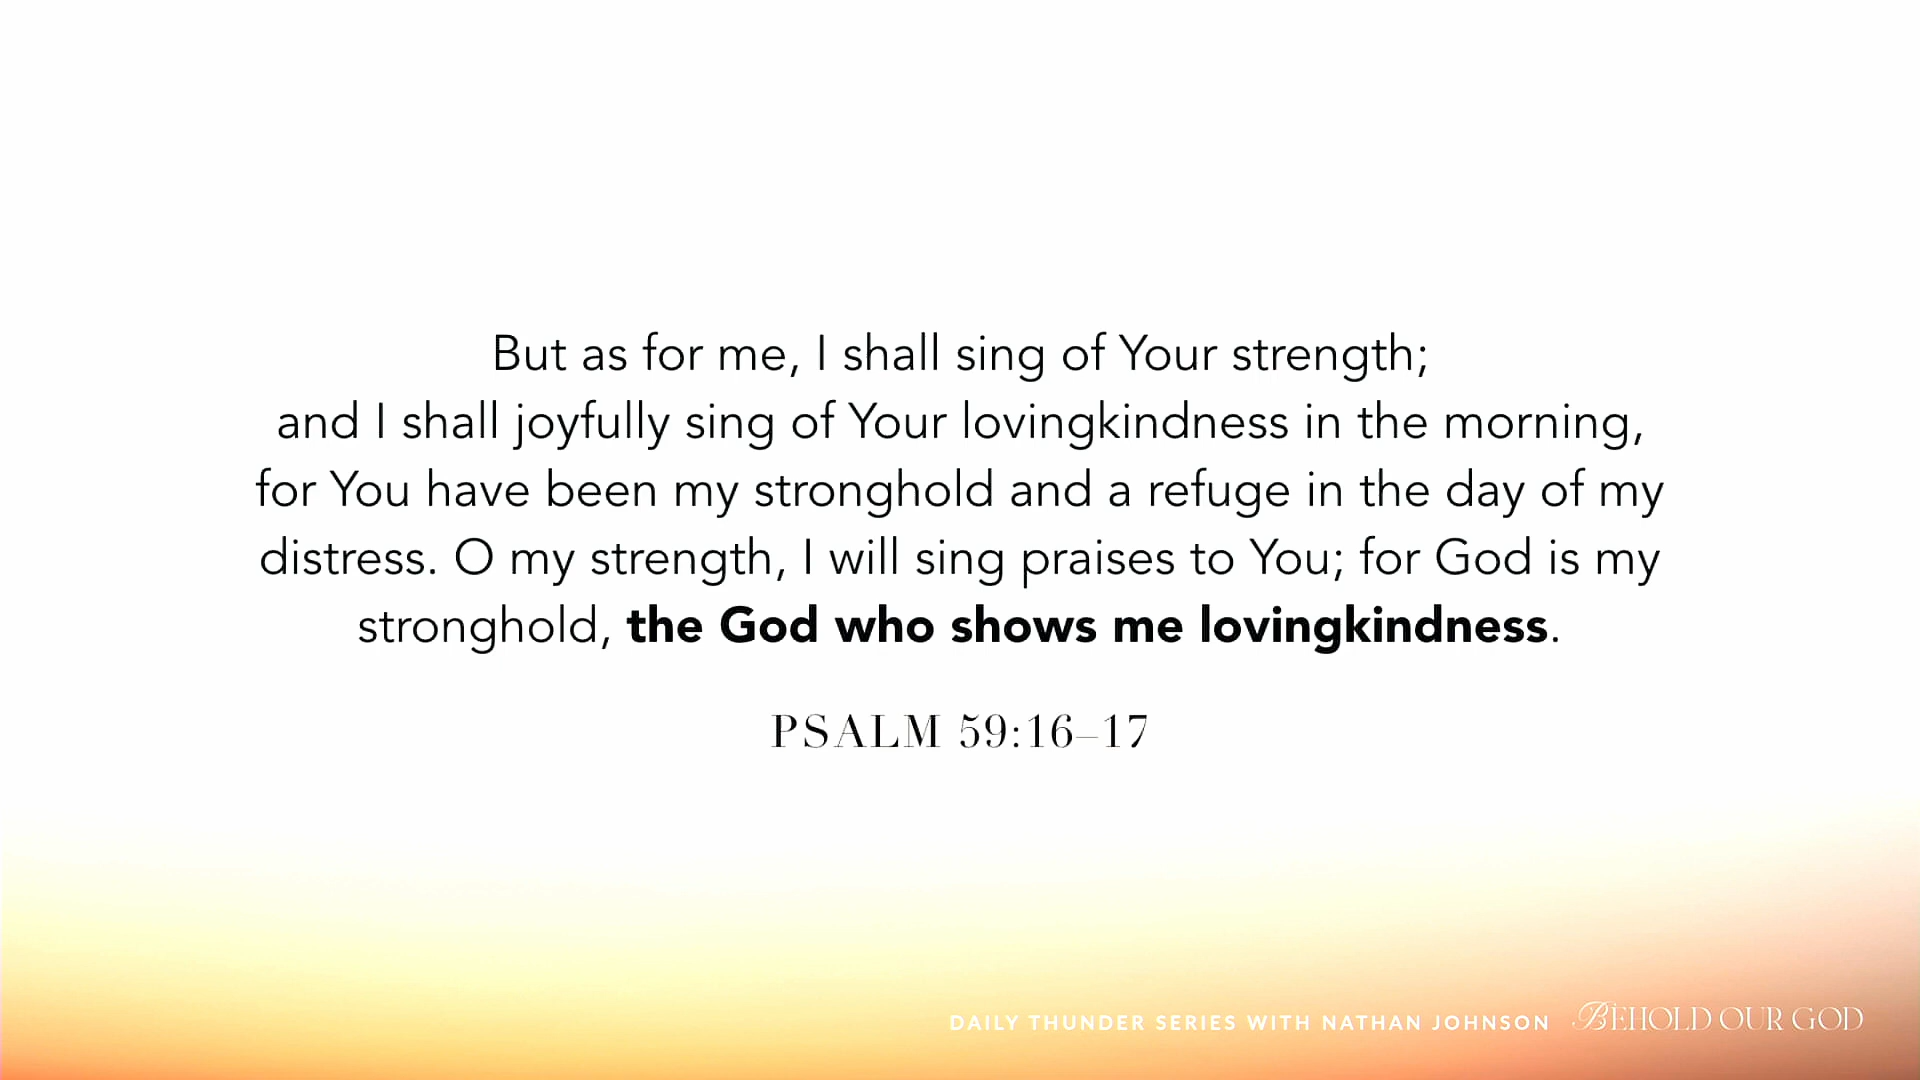 But as for me, I shall sing of Your strength;
and I shall joyfully sing of Your lovingkindness in the morning,
for You have been my stronghold and a refuge in the day of my
distress. O my strength, I will sing praises to You; for God is my
stronghold, the God who shows me lovingkindness.
PSALM 59:16–17
DAILY THUNDER SERIES WITH NATHAN JOHNSON BEHOLD OUR GOD